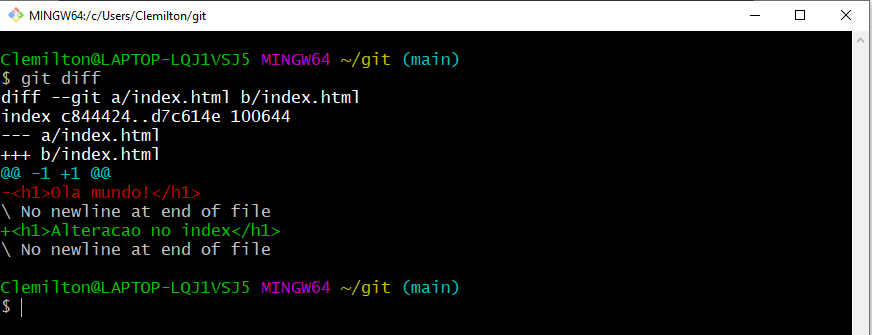 MINGW64:/c/Users/Clemilton/git
Clemilton@LAPTOP-LQJ1VSJ5 MINGW64 ~/git (main)
$ git diff
diff --git a/index.html b/index.html
index c844424..d7c614e 100644
--- a/index.html
+++ b/index.html
@@ -1 +1 @@
-<h1>Ola mundo!</h1>
\ No newline at end of file
+<h1>Alteracao no index</h1>
\ No newline at end of file
Clemilton@LAPTOP-LQJ1VSJ5 MINGW64 ~/git (main)
$